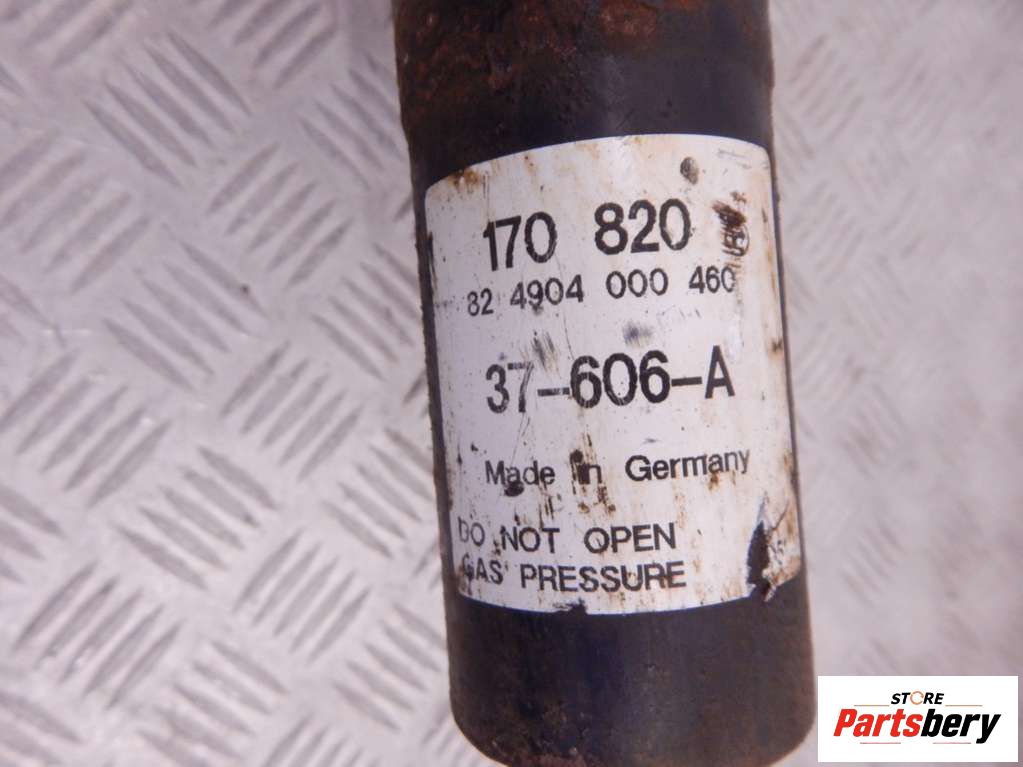 170 820
82 4904 000 460
37-606-A
Made in Germany
DO NOT OPEN
GAS PRESSURE
STORE
Partsbery